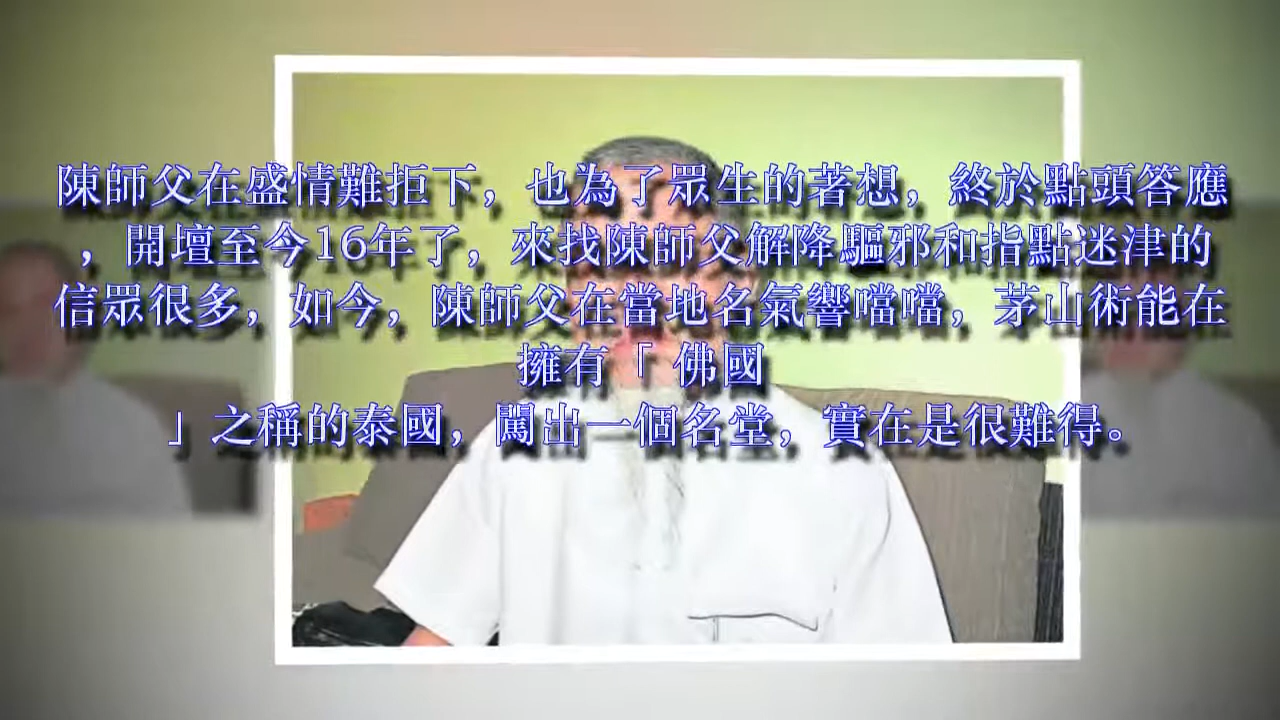 陳師父在盛情難拒下，也為了眾生的著想，終於點頭答應
，開壇至今16年了，來找陳師父解降驅邪和指點迷津的
信眾很多，如今，陳師父在當地名氣響噹噹，茅山術能在
擁有「 佛國
」之稱的泰國，闖出一個名堂，實在是很難得。